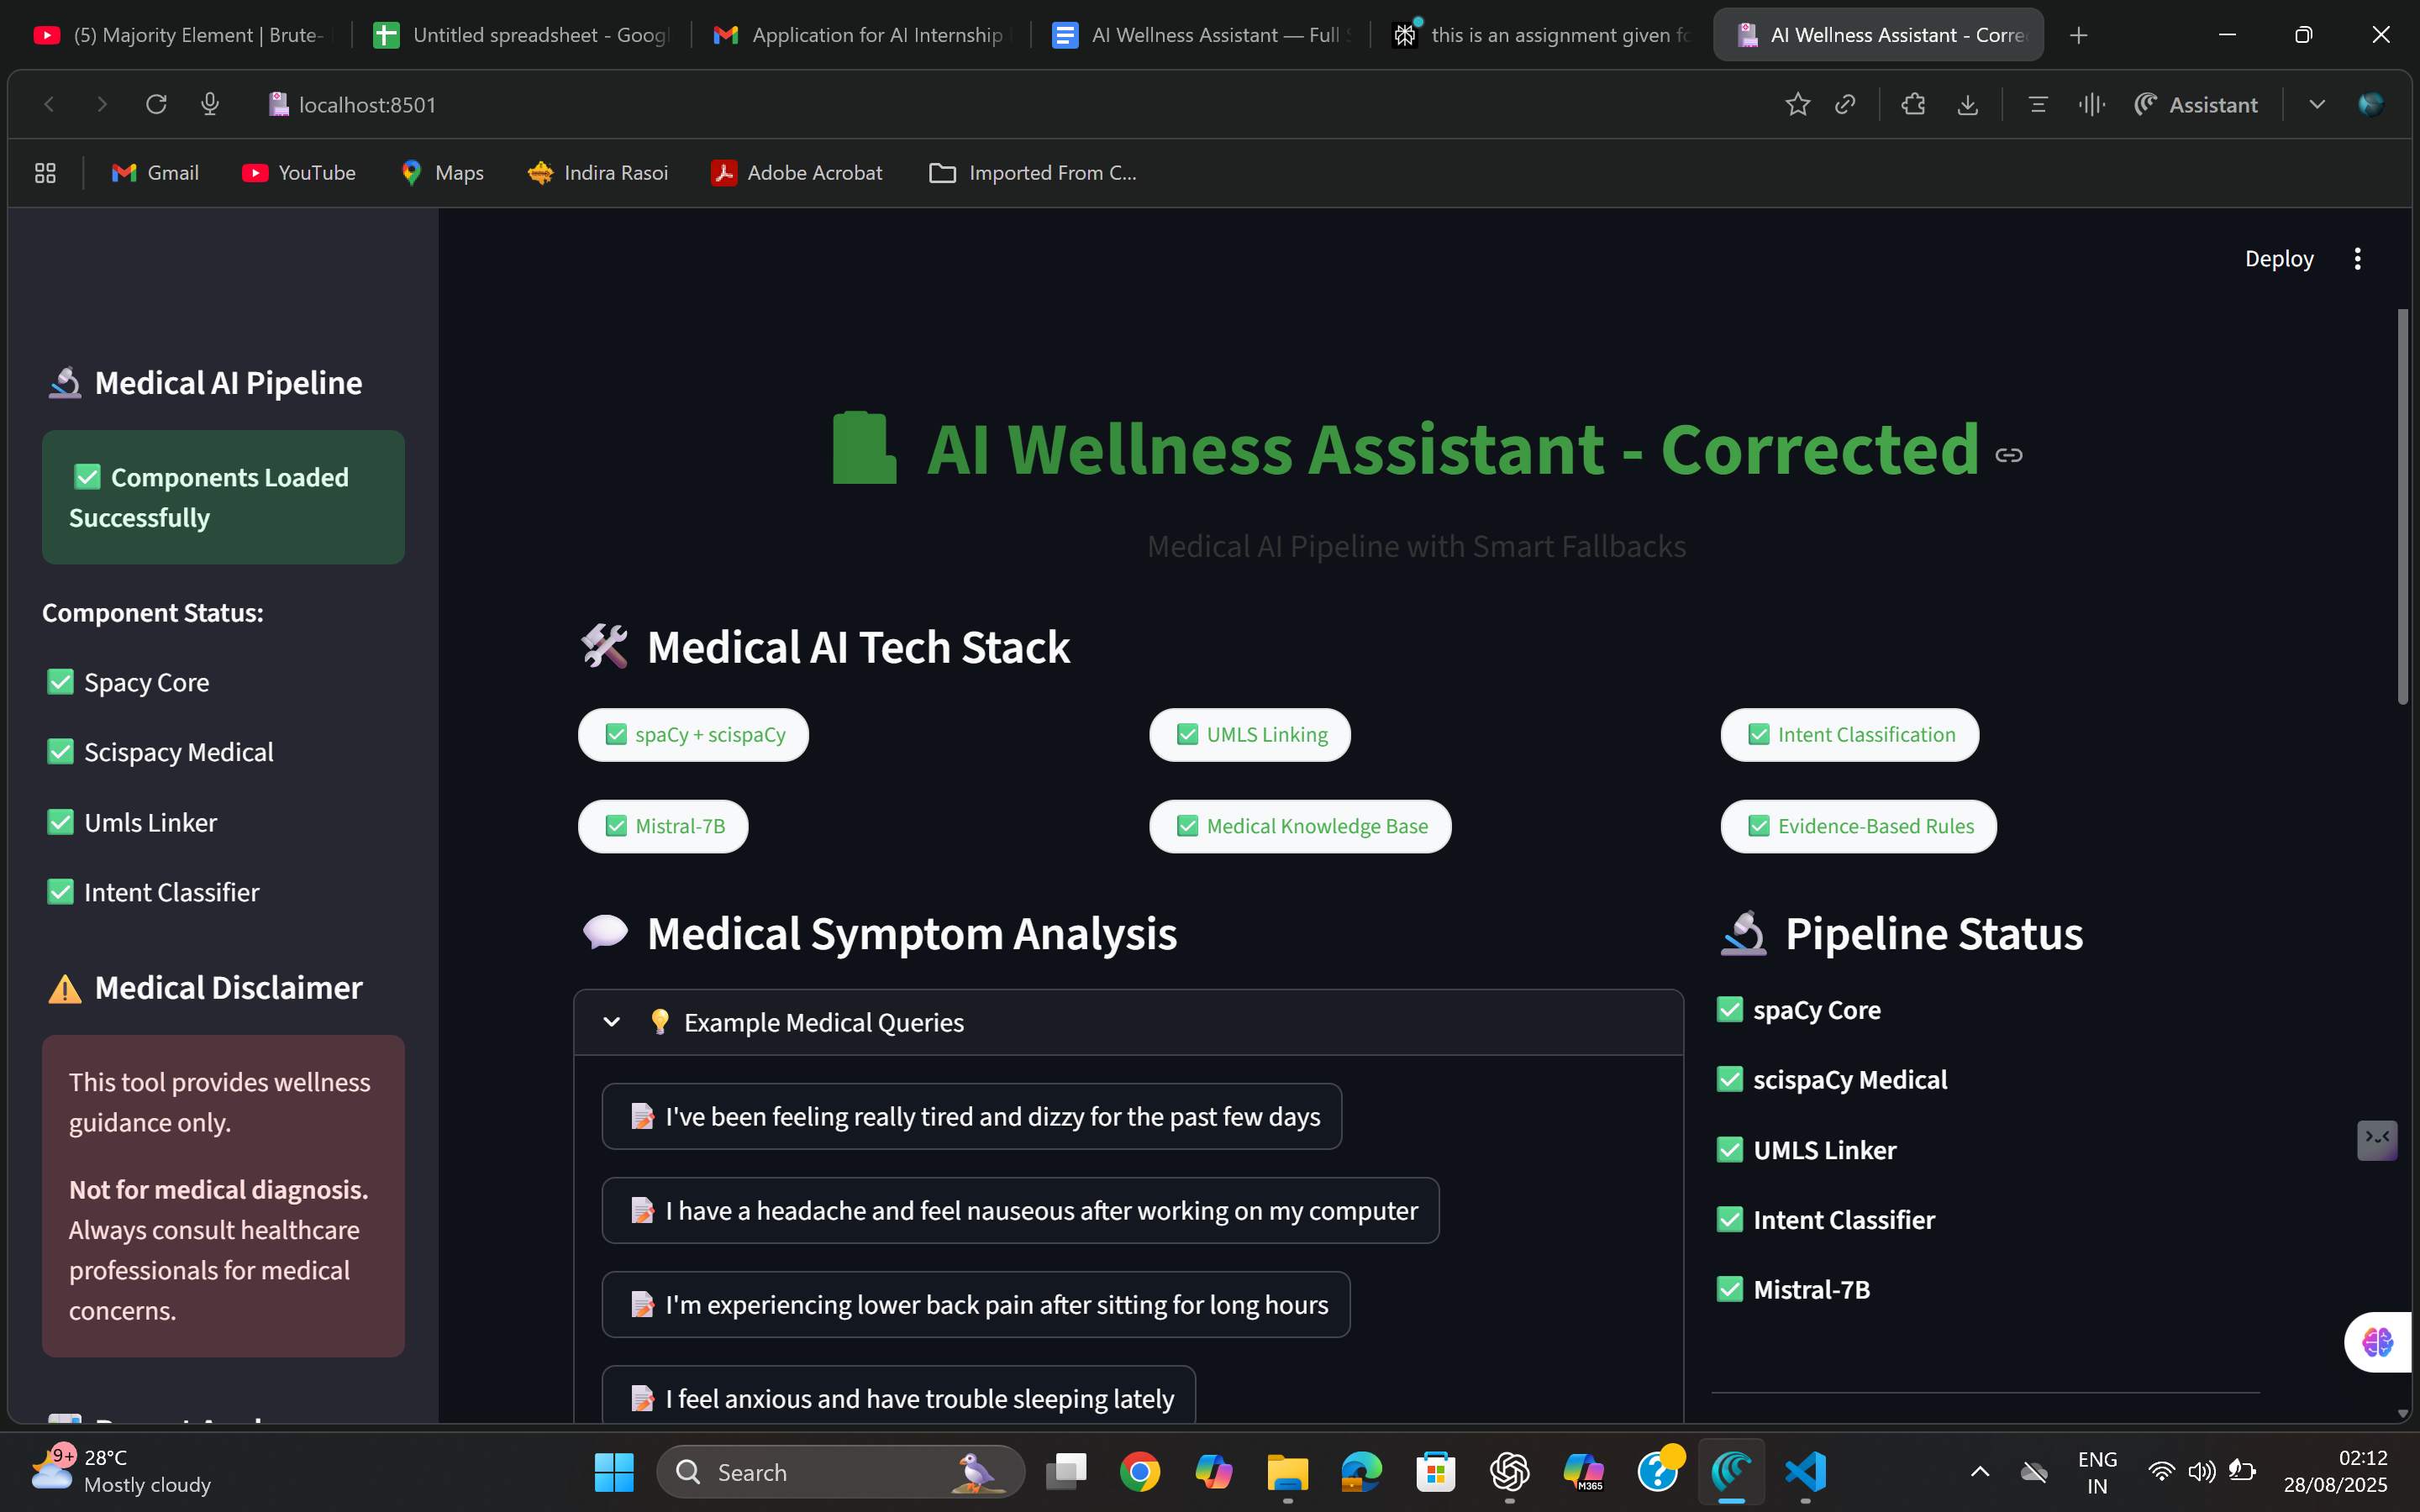 (5) Majority Element | Brute-
Untitled spreadsheet - Googl
Application for AI Internship
AI Wellness Assistant — Full S
this is an assignment given fo
AI Wellness Assistant - Correc
localhost:8501
Assistant
Gmail
YouTube
Maps
Indira Rasoi
Adobe Acrobat
Imported From C...
Deploy
Medical AI Pipeline
Components Loaded
Successfully
Component Status:
Spacy Core
Scispacy Medical
Umls Linker
Intent Classifier
Medical Disclaimer
This tool provides wellness
guidance only.
Not for medical diagnosis.
Always consult healthcare
professionals for medical
concerns.
AI Wellness Assistant - Corrected
Medical AI Pipeline with Smart Fallbacks
Medical AI Tech Stack
spaCy + scispaCy
UMLS Linking
Intent Classification
Mistral-7B
Medical Knowledge Base
Evidence-Based Rules
Medical Symptom Analysis
Example Medical Queries
I've been feeling really tired and dizzy for the past few days
I have a headache and feel nauseous after working on my computer
I'm experiencing lower back pain after sitting for long hours
I feel anxious and have trouble sleeping lately
Pipeline Status
spaCy Core
scispaCy Medical
UMLS Linker
Intent Classifier
Mistral-7B
9+
28°C
Mostly cloudy
Search
M365
ENG
IN
02:12
28/08/2025